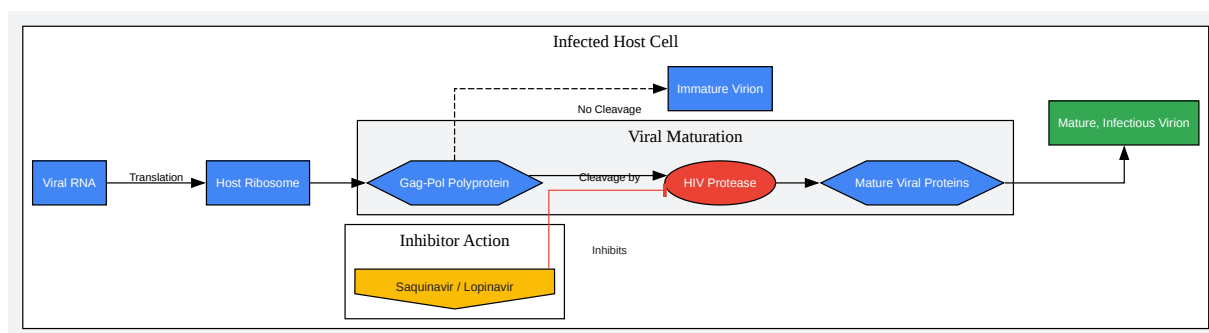 Infected Host Cell
Immature Virion
No Cleavage
Mature, Infectious Virion
Viral Maturation
Viral RNA
Translation
Host Ribosome
Gag-Pol Polyprotein
Cleavage by
HIV Protease
Mature Viral Proteins
Inhibitor Action
Inhibits
Saquinavir / Lopinavir